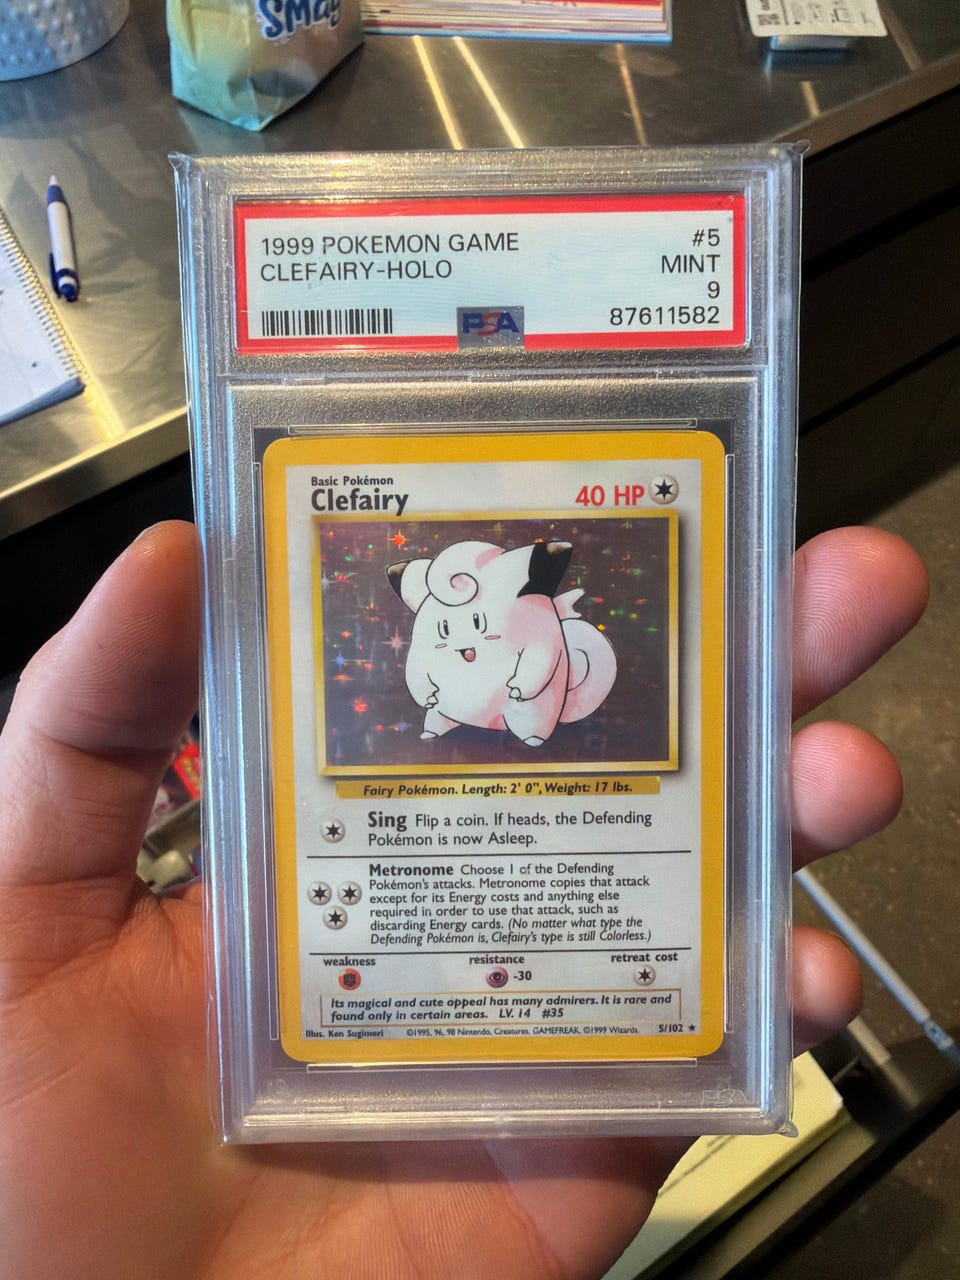 SMa
1999 POKEMON GAME #5
CLEFAIRY-HOLO MINT
9
PSA 87611582
Basic Pokémon
Clefairy 40 HP
Fairy Pokémon. Length: 2' 0", Weight: 17 lbs.
Sing Flip a coin. If heads, the Defending
Pokémon is now Asleep.
Metronome Choose 1 of the Defending
Pokémon's attacks. Metronome copies that attack
except for its Energy costs and anything else
required in order to use that attack, such as
discarding Energy cards. (No matter what type the
Defending Pokémon is, Clefairy's type is still Colorless.)
weakness resistance retreat cost
-30
Its magical and cute appeal has many admirers. It is rare and
found only in certain areas. LV. 14 #35
Illus. Ken Sugimori ©1995, 96, 98 Nintendo, Creatures, GAMEFREAK. ©1999 Wizards. 5/102
PSA